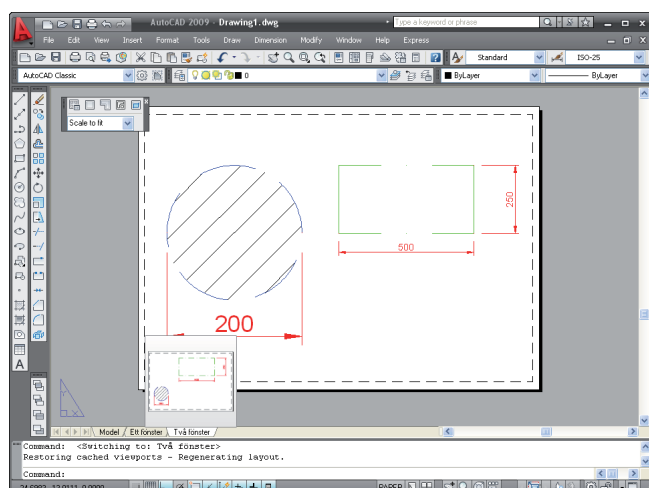 AutoCAD 2009 - Drawing1.dwg
Type a keyword or phrase
File Edit View Insert Format Tools Draw Dimension Modify Window Help Express
Standard
ISO-25
AutoCAD Classic
0
ByLayer
ByLayer
Scale to fit
250
500
200
A
X
Model / Ett fönster / Två fönster
Command: <Switching to: Två fönster>
Restoring cached viewports - Regenerating layout.
Command:
PAPER